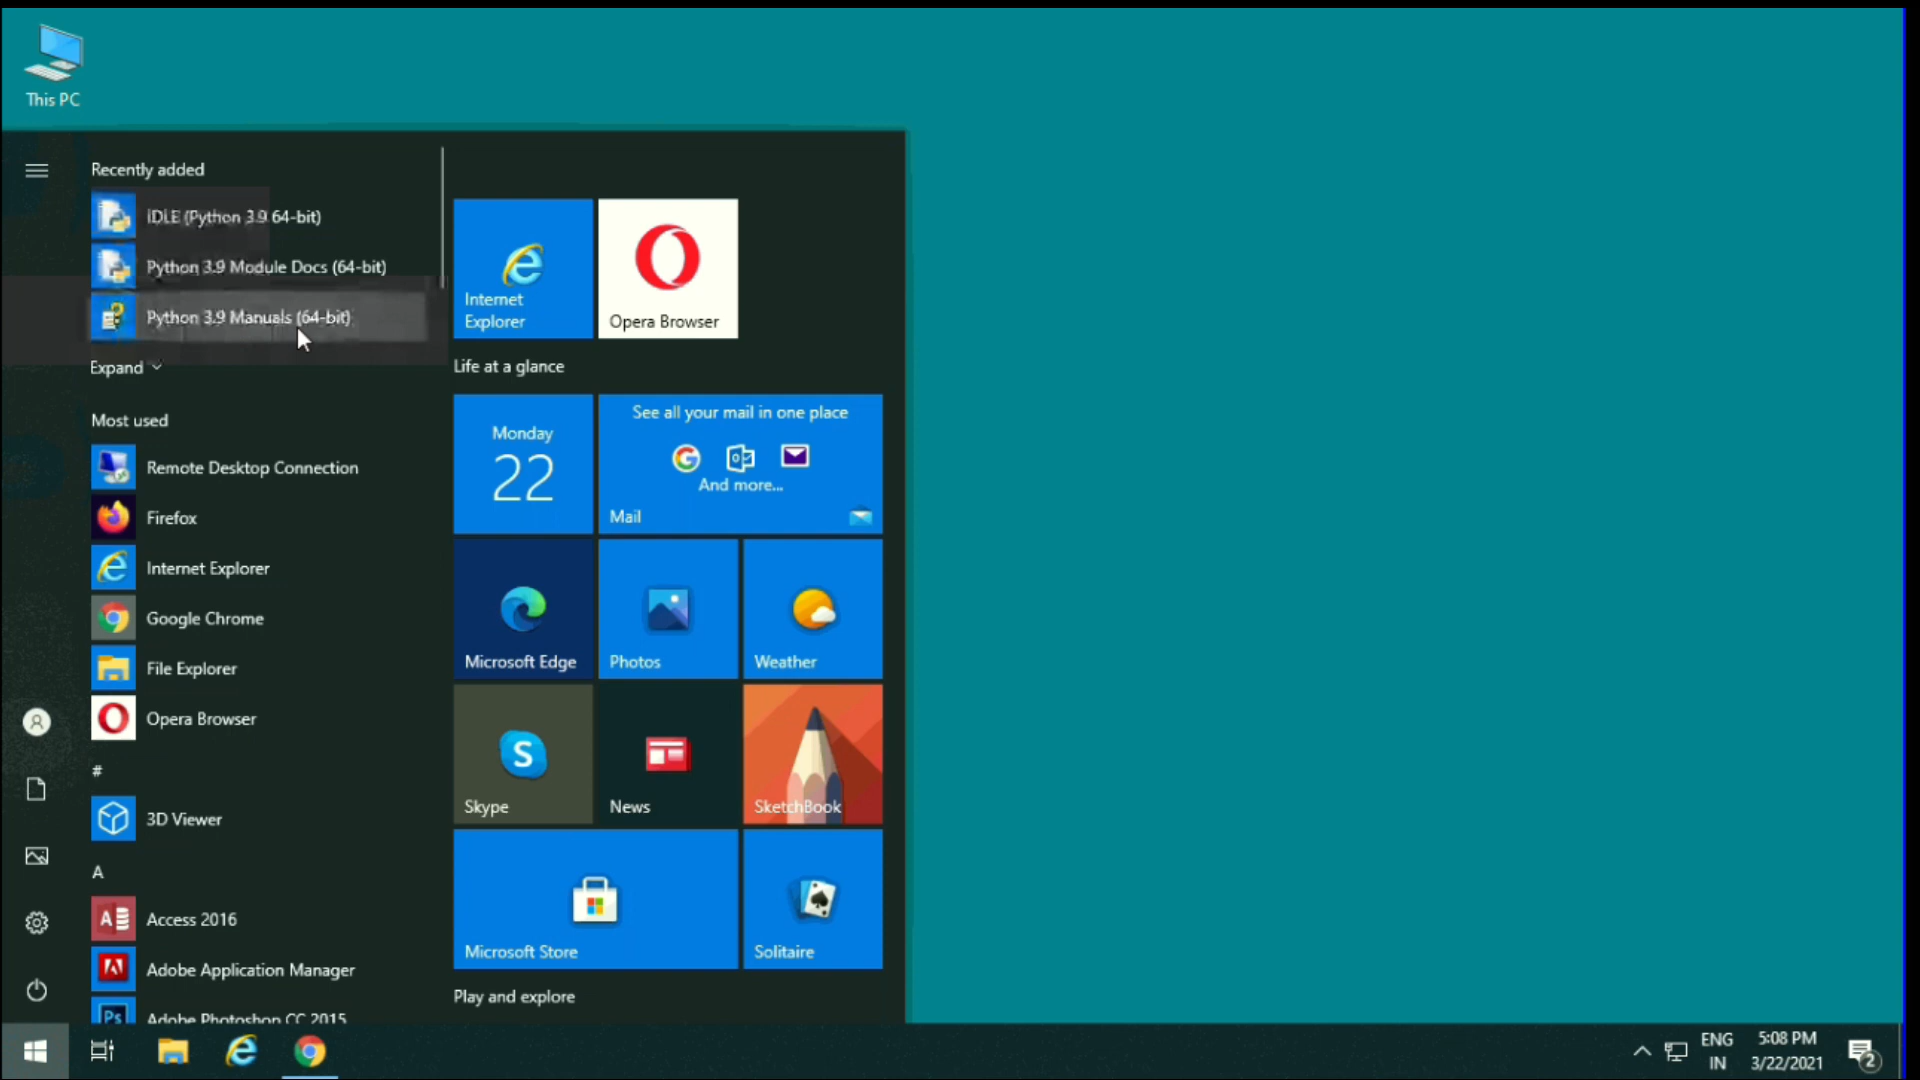 This PC
Recently added
IDLE (Python 3.9 64-bit)
Python 3.9 Module Docs (64-bit)
Python 3.9 Manuals (64-bit)
Expand
Most used
Remote Desktop Connection
Firefox
Internet Explorer
Google Chrome
File Explorer
Opera Browser
#
3D Viewer
A
Access 2016
Adobe Application Manager
Adobe Photoshop CC 2015
Internet
Explorer
Opera Browser
Life at a glance
Monday
22
See all your mail in one place
And more...
Mail
Microsoft Edge
Photos
Weather
Skype
News
SketchBook
Microsoft Store
Solitaire
Play and explore
ENG
IN
5:08 PM
3/22/2021
2